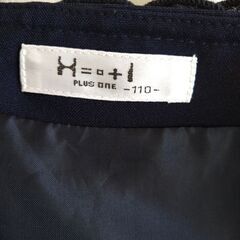 X=▫+i
PLUS ONE -110-